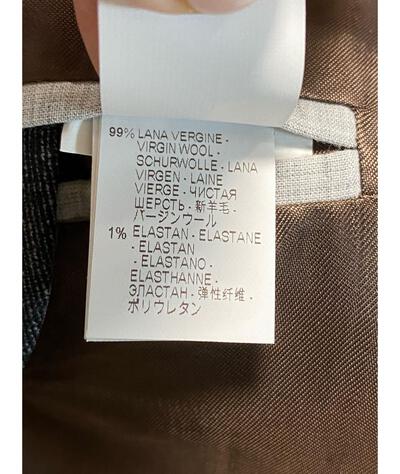 99% LANA VERGINE -
VIRGIN WOOL -
SCHURWOLLE - LANA
VIRGEN - LAINE
VIERGE - ЧИСТАЯ
ШЕРСТЬ - 新羊毛 -
バージンウール
1% ELASTAN - ELASTANE
- ELASTAN
- ELASTANO -
ELASTHANNE -
ЭЛАСТАН - 弹性纤维 -
ポリウレタン